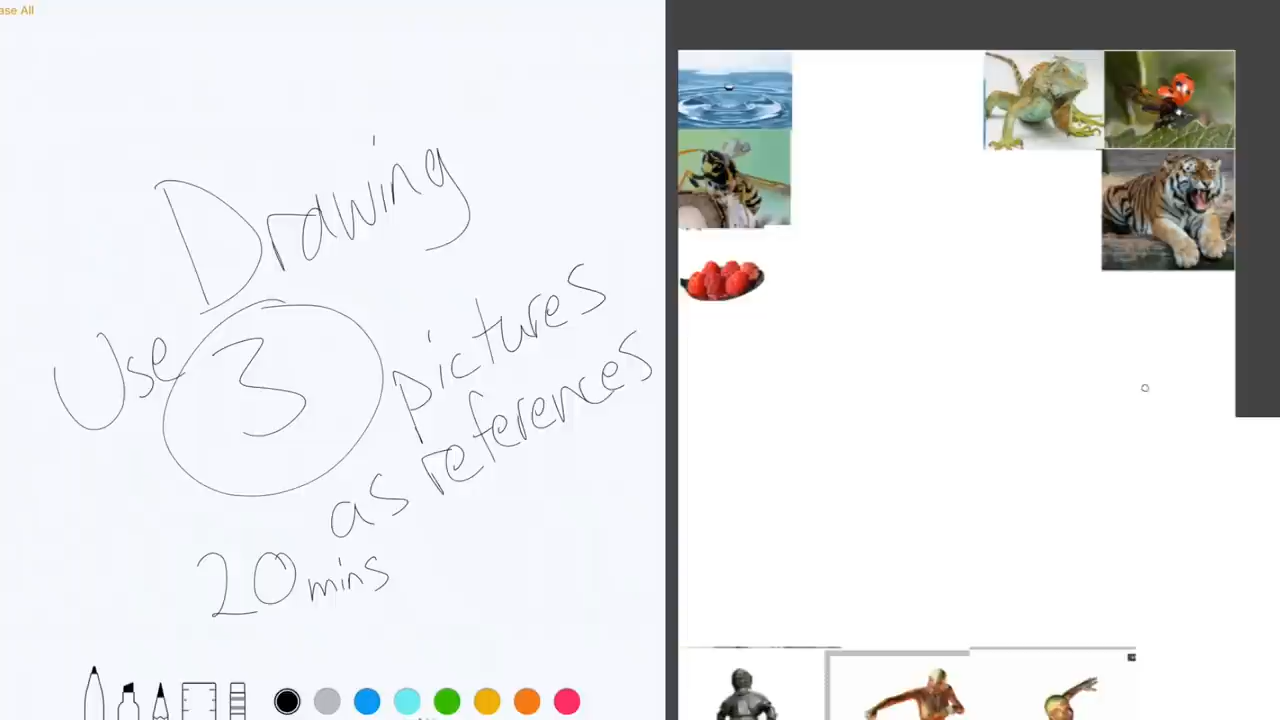 ase All
Drawing
Use 3 pictures
as references
20 mins